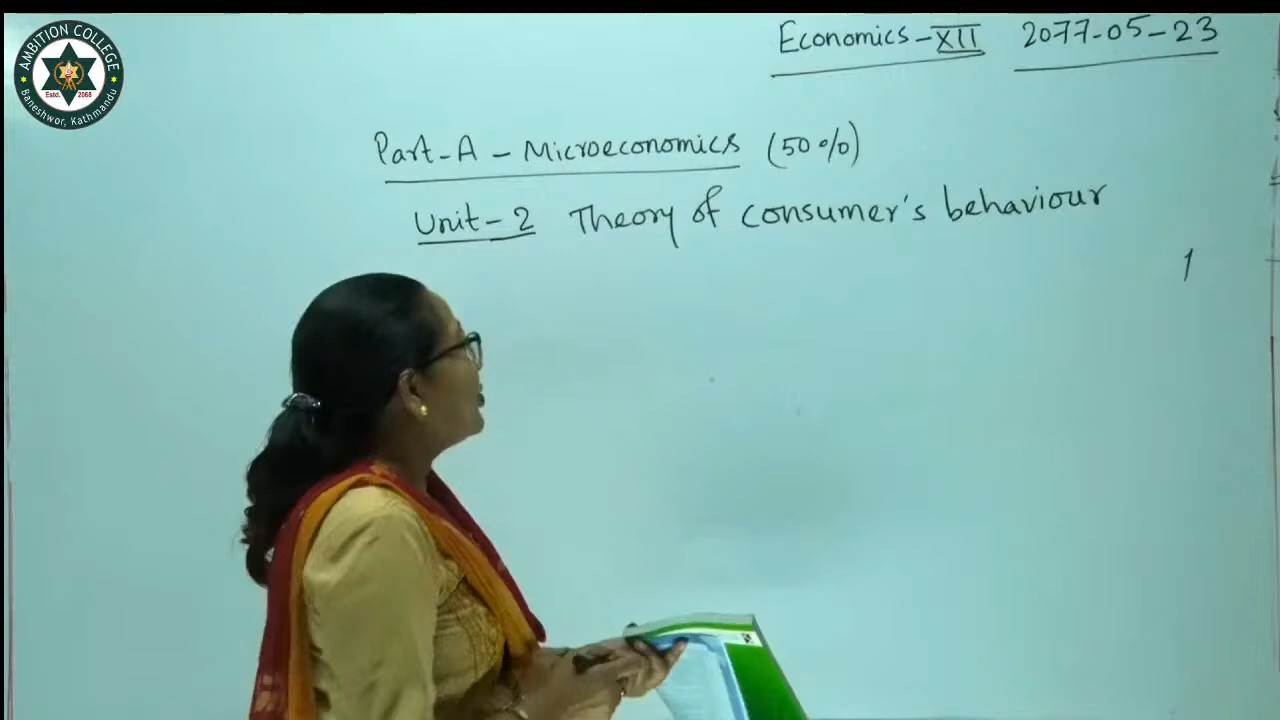 AMBITION COLLEGE
Estd. 2068
Baneshwor, Kathmandu
Economics-XII 2077-05-23
Part-A - Microeconomics (50%)
Unit-2 Theory of consumer's behaviour
1